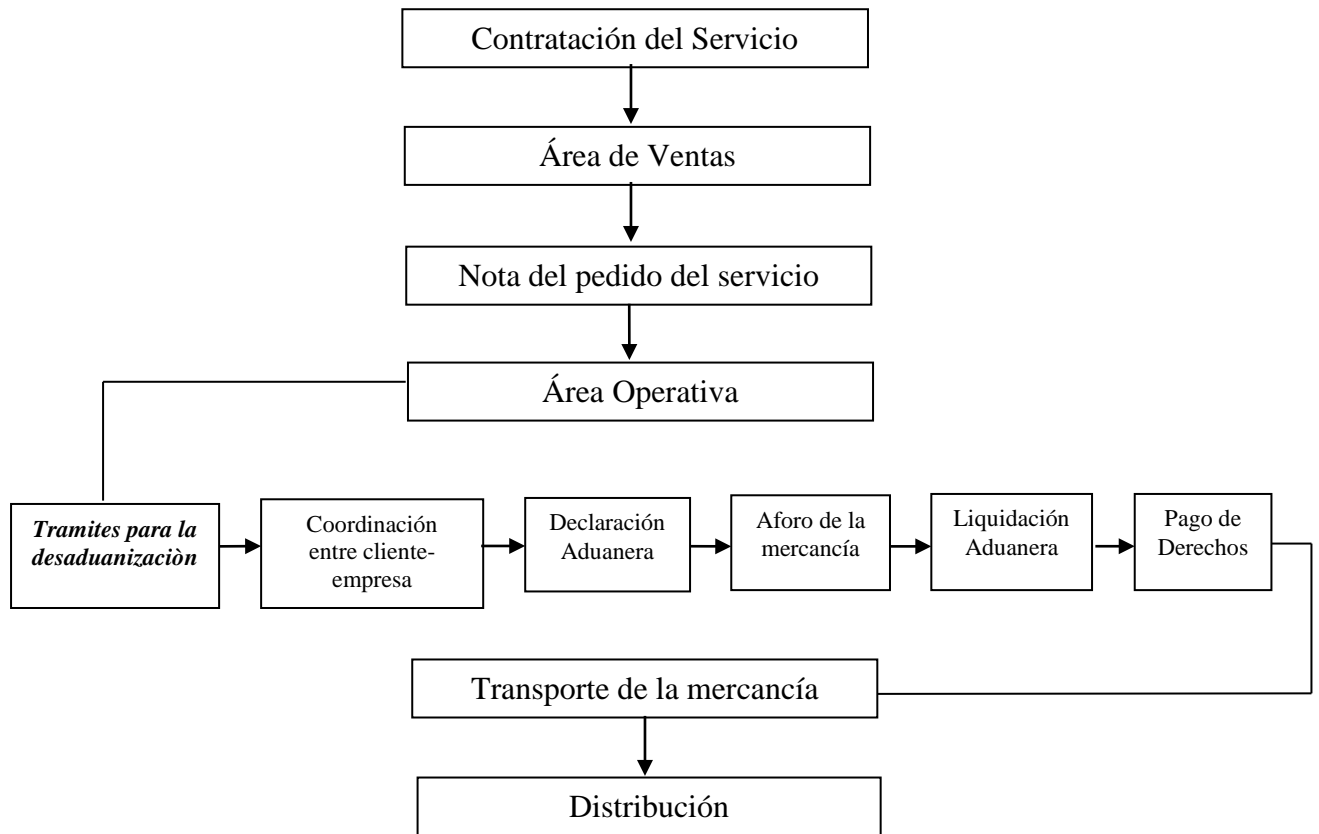 Contratación del Servicio
Área de Ventas
Nota del pedido del servicio
Área Operativa
Tramites para la
desaduanizaciòn
Coordinación
entre cliente-
empresa
Declaración
Aduanera
Aforo de la
mercancía
Liquidación
Aduanera
Pago de
Derechos
Transporte de la mercancía
Distribución